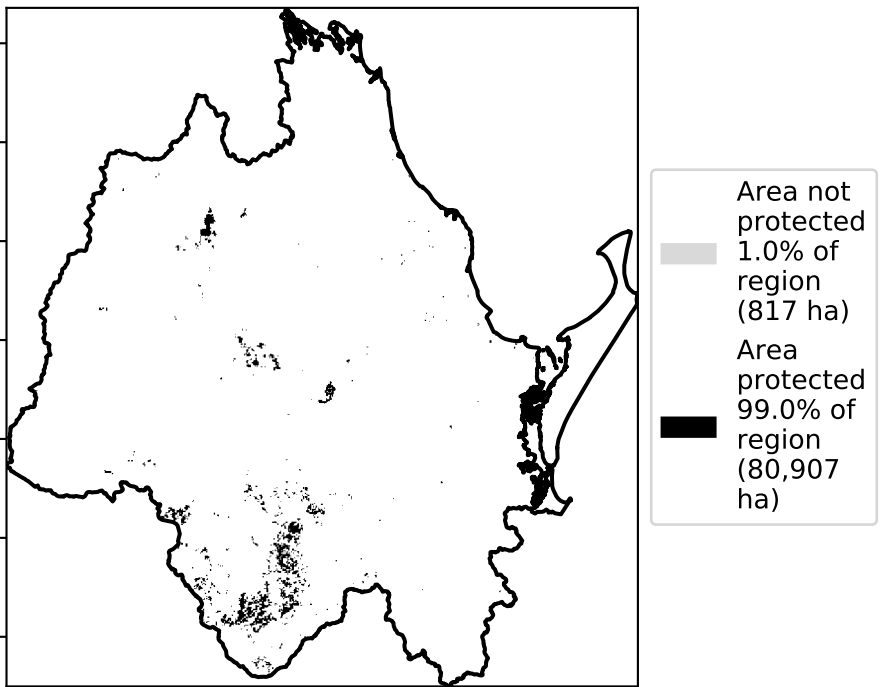 Area not
protected
1.0% of
region
(817 ha)
Area
protected
99.0% of
region
(80,907
ha)